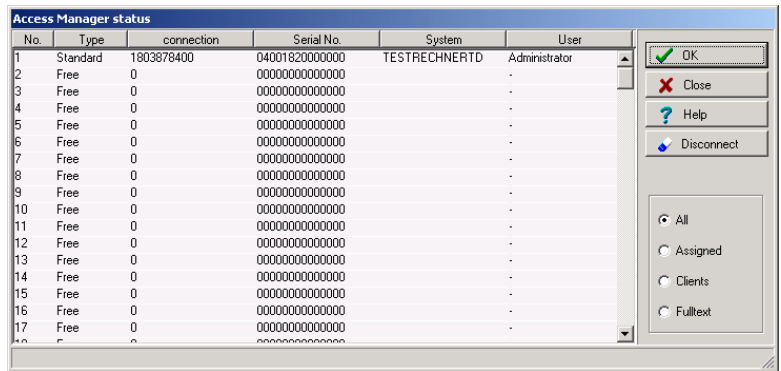 Access Manager status
No. Type connection Serial No. System User
1 Standard 1803878400 04001820000000 TESTRECHNERTD Administrator
2 Free 0 00000000000000 -
3 Free 0 00000000000000 -
4 Free 0 00000000000000 -
5 Free 0 00000000000000 -
6 Free 0 00000000000000 -
7 Free 0 00000000000000 -
8 Free 0 00000000000000 -
9 Free 0 00000000000000 -
10 Free 0 00000000000000 -
11 Free 0 00000000000000 -
12 Free 0 00000000000000 -
13 Free 0 00000000000000 -
14 Free 0 00000000000000 -
15 Free 0 00000000000000 -
16 Free 0 00000000000000 -
17 Free 0 00000000000000 -
OK
Close
Help
Disconnect
All
Assigned
Clients
Fulltext